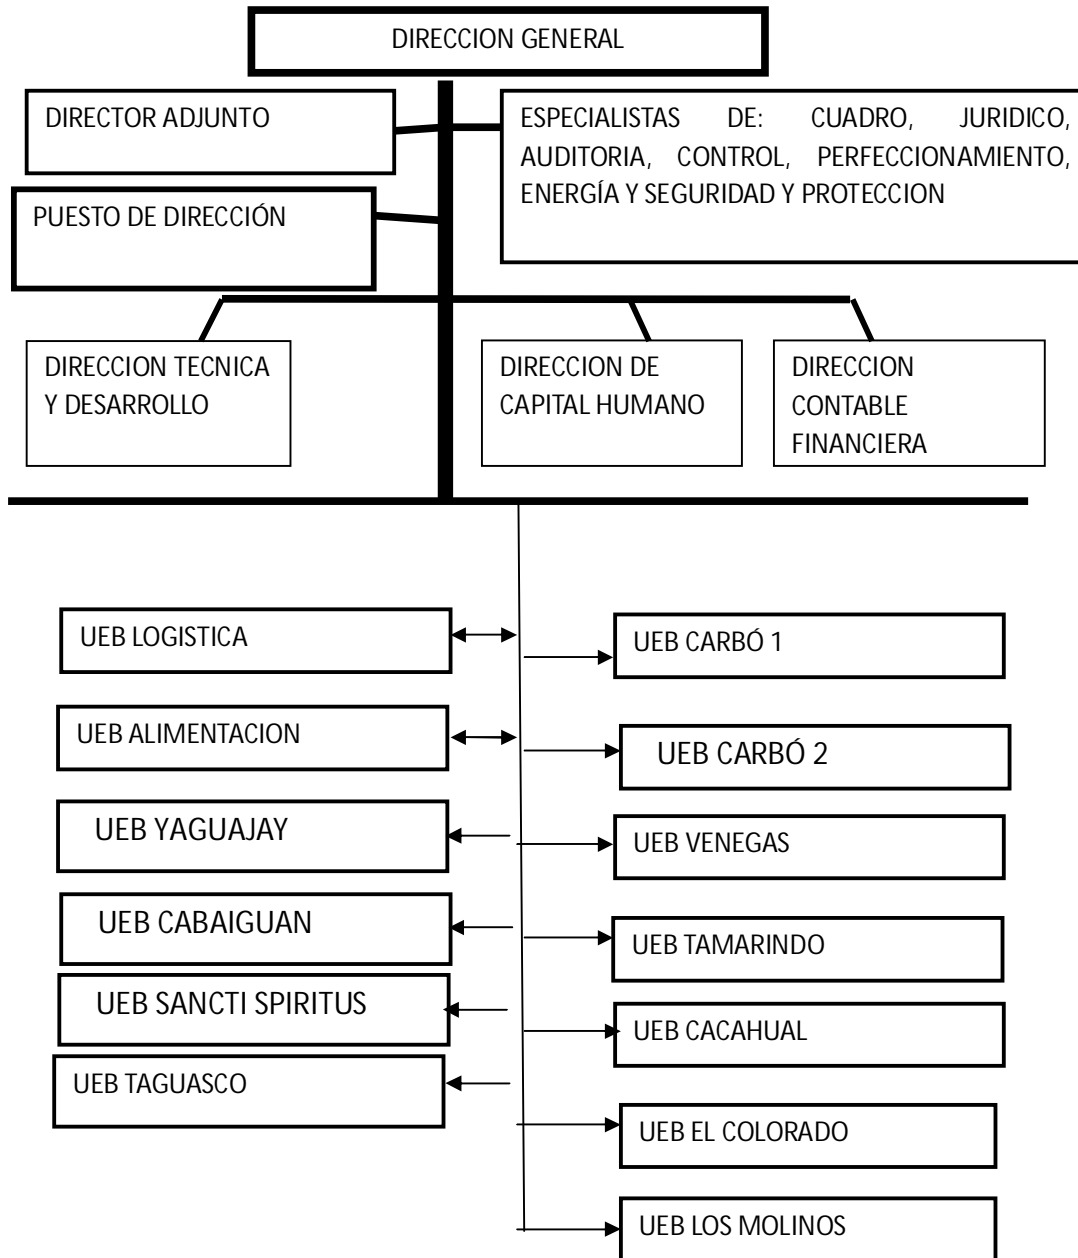 DIRECCION GENERAL
DIRECTOR ADJUNTO
ESPECIALISTAS DE: CUADRO, JURIDICO,
AUDITORIA, CONTROL, PERFECCIONAMIENTO,
ENERGÍA Y SEGURIDAD Y PROTECCION
PUESTO DE DIRECCIÓN
DIRECCION TECNICA
Y DESARROLLO
DIRECCION DE
CAPITAL HUMANO
DIRECCION
CONTABLE
FINANCIERA
UEB LOGISTICA
UEB CARBÓ 1
UEB ALIMENTACION
UEB CARBÓ 2
UEB YAGUAJAY
UEB VENEGAS
UEB CABAIGUAN
UEB TAMARINDO
UEB SANCTI SPIRITUS
UEB CACAHUAL
UEB TAGUASCO
UEB EL COLORADO
UEB LOS MOLINOS